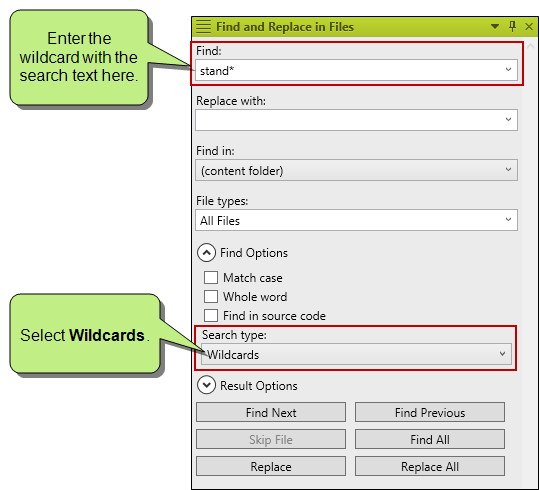 Enter the
wildcard with the
search text here.
Find and Replace in Files
Find:
stand*
Replace with:
Find in:
(content folder)
File types:
All Files
Find Options
Match case
Whole word
Find in source code
Select Wildcards.
Search type:
Wildcards
Result Options
Find Next Find Previous
Skip File Find All
Replace Replace All